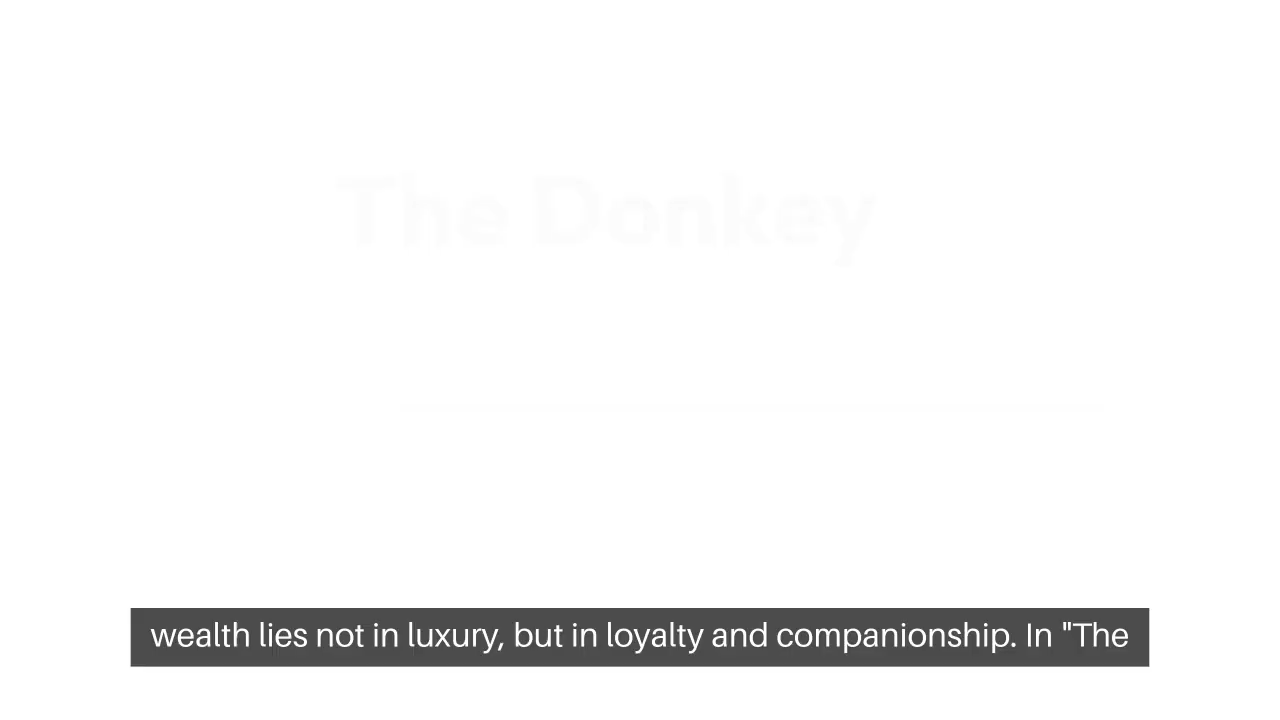 The Donkey
wealth lies not in luxury, but in loyalty and companionship. In "The